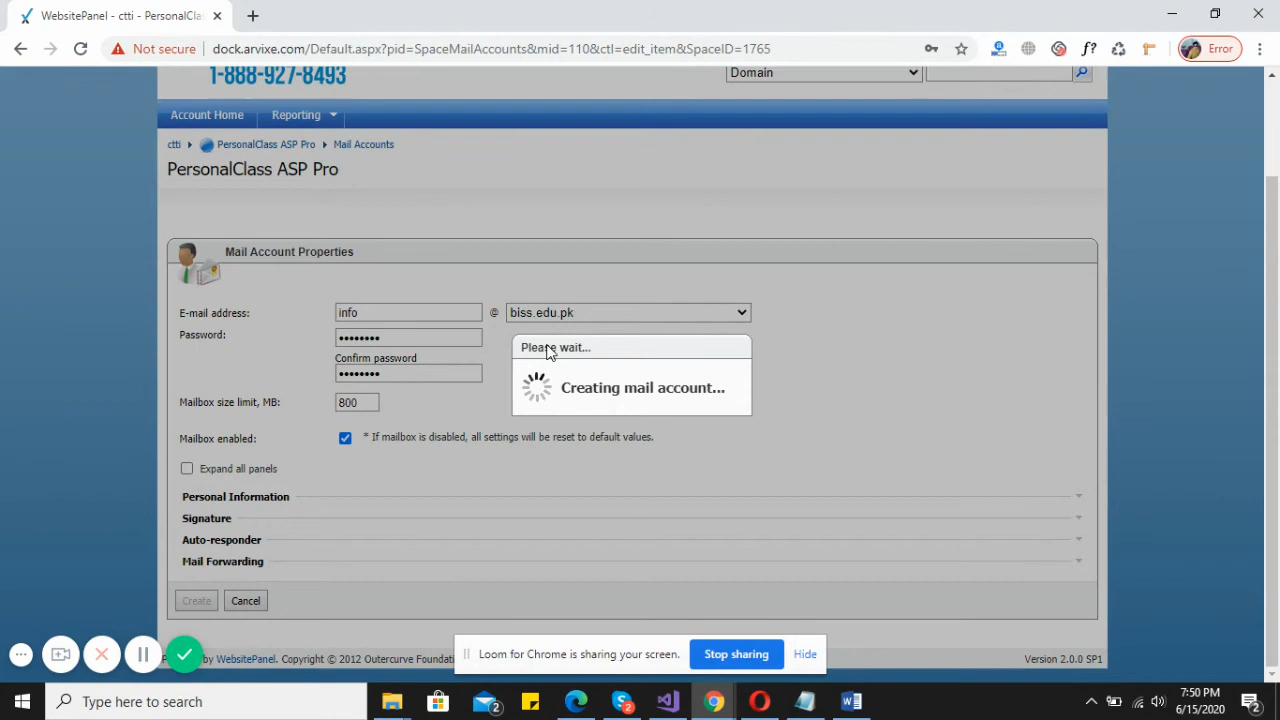 WebsitePanel - ctti - PersonalCla
Not secure
dock.arvixe.com/Default.aspx?pid=SpaceMailAccounts&mid=110&ctl=edit_item&SpaceID=1765
f?
Error
1-888-927-8493
Domain
Account Home
Reporting
ctti
PersonalClass ASP Pro
Mail Accounts
PersonalClass ASP Pro
Mail Account Properties
E-mail address:
info
@
biss.edu.pk
Password:
••••••••
Confirm password
••••••••
Please wait...
Creating mail account...
Mailbox size limit, MB:
800
Mailbox enabled:
* If mailbox is disabled, all settings will be reset to default values.
Expand all panels
Personal Information
Signature
Auto-responder
Mail Forwarding
Create
Cancel
by WebsitePanel. Copyright © 2012 Outercurve Foundati
Version 2.0.0 SP1
Loom for Chrome is sharing your screen.
Stop sharing
Hide
Type here to search
2
2
7:50 PM
6/15/2020
2